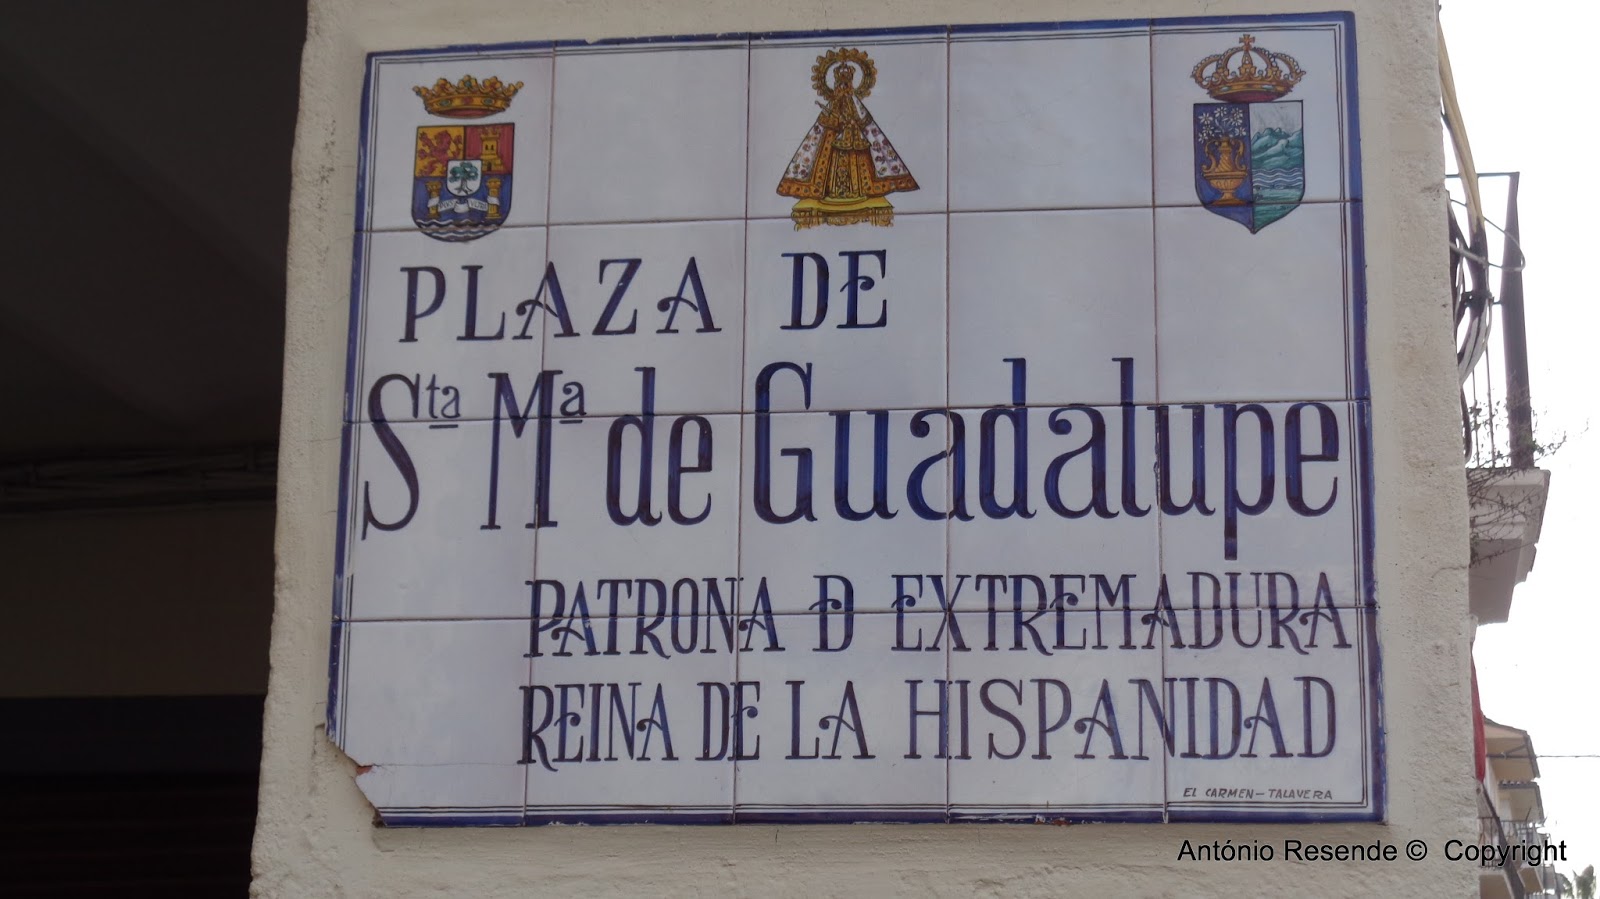 PLAZA DE
Sta Mª de Guadalupe
PATRONA D EXTREMADURA
REINA DE LA HISPANIDAD
EL CARMEN - TALAVERA
António Resende © Copyright